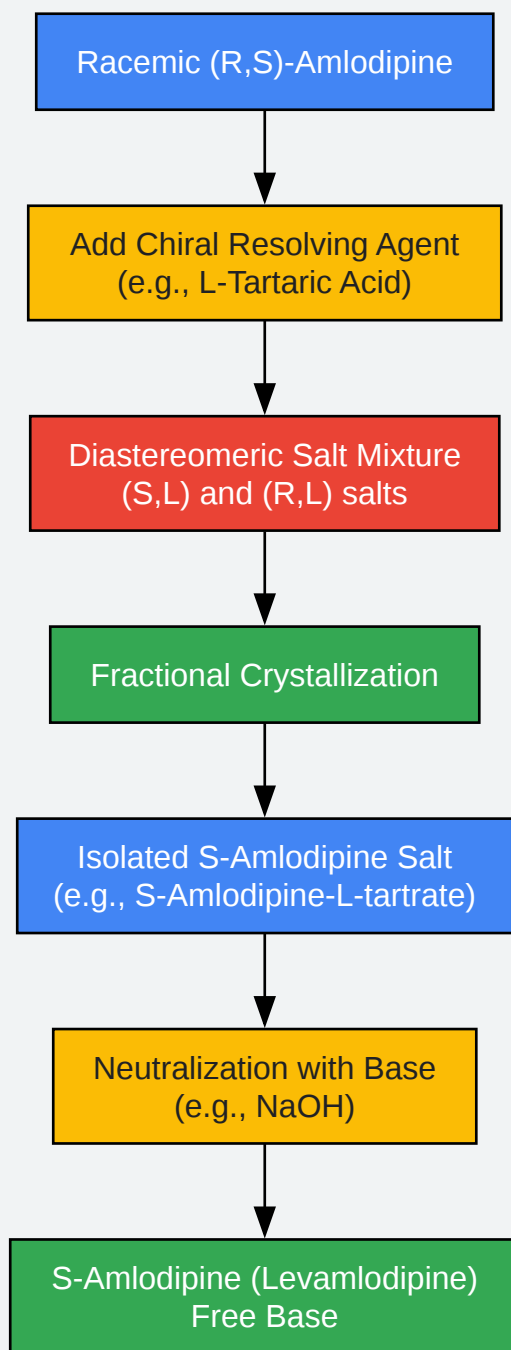 Racemic (R,S)-Amlodipine
Add Chiral Resolving Agent
(e.g., L-Tartaric Acid)
Diastereomeric Salt Mixture
(S,L) and (R,L) salts
Fractional Crystallization
Isolated S-Amlodipine Salt
(e.g., S-Amlodipine-L-tartrate)
Neutralization with Base
(e.g., NaOH)
S-Amlodipine (Levamlodipine)
Free Base